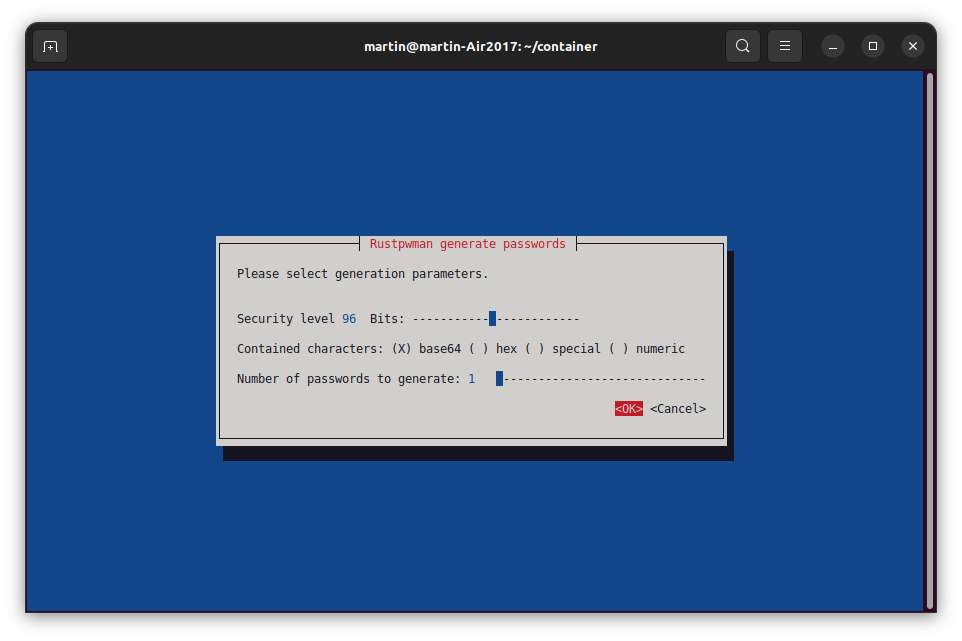 martin@martin-Air2017: ~/container
Rustpwman generate passwords
Please select generation parameters.
Security level 96 Bits: ------------------------
Contained characters: (X) base64 ( ) hex ( ) special ( ) numeric
Number of passwords to generate: 1 -----------------------------
<OK> <Cancel>